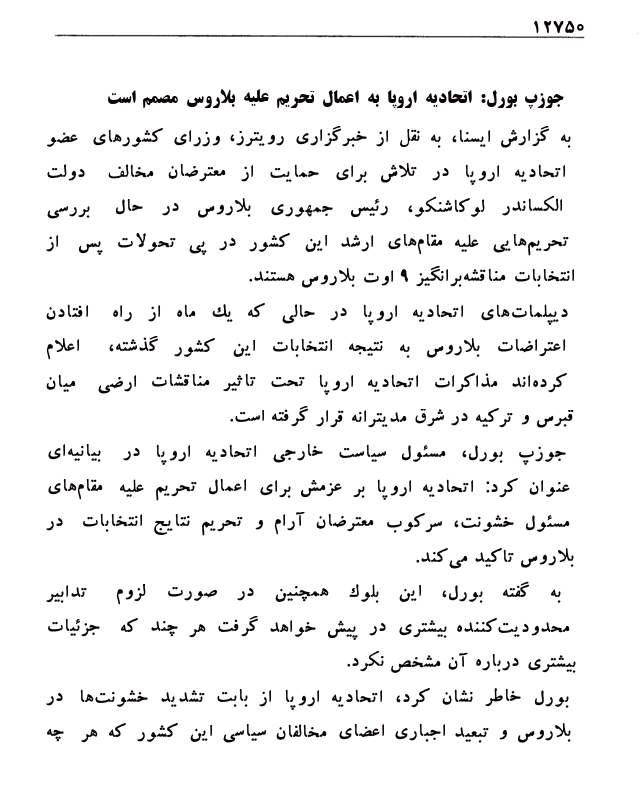 ۱۲۷۵۰
جوزپ بورل: اتحادیه اروپا به اعمال تحریم علیه بلاروس مصمم است
به گزارش ایسنا، به نقل از خبرگزاری رویترز، وزرای کشورهای عضو
اتحادیه اروپا در تلاش برای حمایت از معترضان مخالف دولت
الکساندر لوکاشنکو، رئیس جمهوری بلاروس در حال بررسی
تحریم‌هایی علیه مقام‌های ارشد این کشور در پی تحولات پس از
انتخابات مناقشه‌برانگیز ۹ اوت بلاروس هستند.
دیپلمات‌های اتحادیه اروپا در حالی که یك ماه از راه افتادن
اعتراضات بلاروس به نتیجه انتخابات این کشور گذشته، اعلام
کرده‌اند مذاکرات اتحادیه اروپا تحت تاثیر مناقشات ارضی میان
قبرس و ترکیه در شرق مدیترانه قرار گرفته است.
جوزپ بورل، مسئول سیاست خارجی اتحادیه اروپا در بیانیه‌ای
عنوان کرد: اتحادیه اروپا بر عزمش برای اعمال تحریم علیه مقام‌های
مسئول خشونت، سرکوب معترضان آرام و تحریم نتایج انتخابات در
بلاروس تاکید می‌کند.
به گفته بورل، این بلوك همچنین در صورت لزوم تدابیر
محدودیت‌کننده بیشتری در پیش خواهد گرفت هر چند که جزئیات
بیشتری درباره آن مشخص نکرد.
بورل خاطر نشان کرد، اتحادیه اروپا از بابت تشدید خشونت‌ها در
بلاروس و تبعید اجباری اعضای مخالفان سیاسی این کشور که هر چه